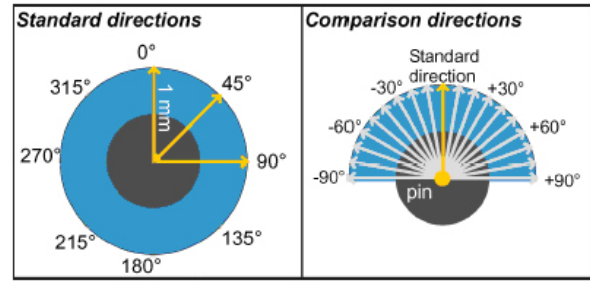 Standard directions
0°
315°
45°
1 mm
270°
90°
215°
135°
180°
Comparison directions
Standard
direction
-30°
+30°
-60°
+60°
-90°
+90°
pin